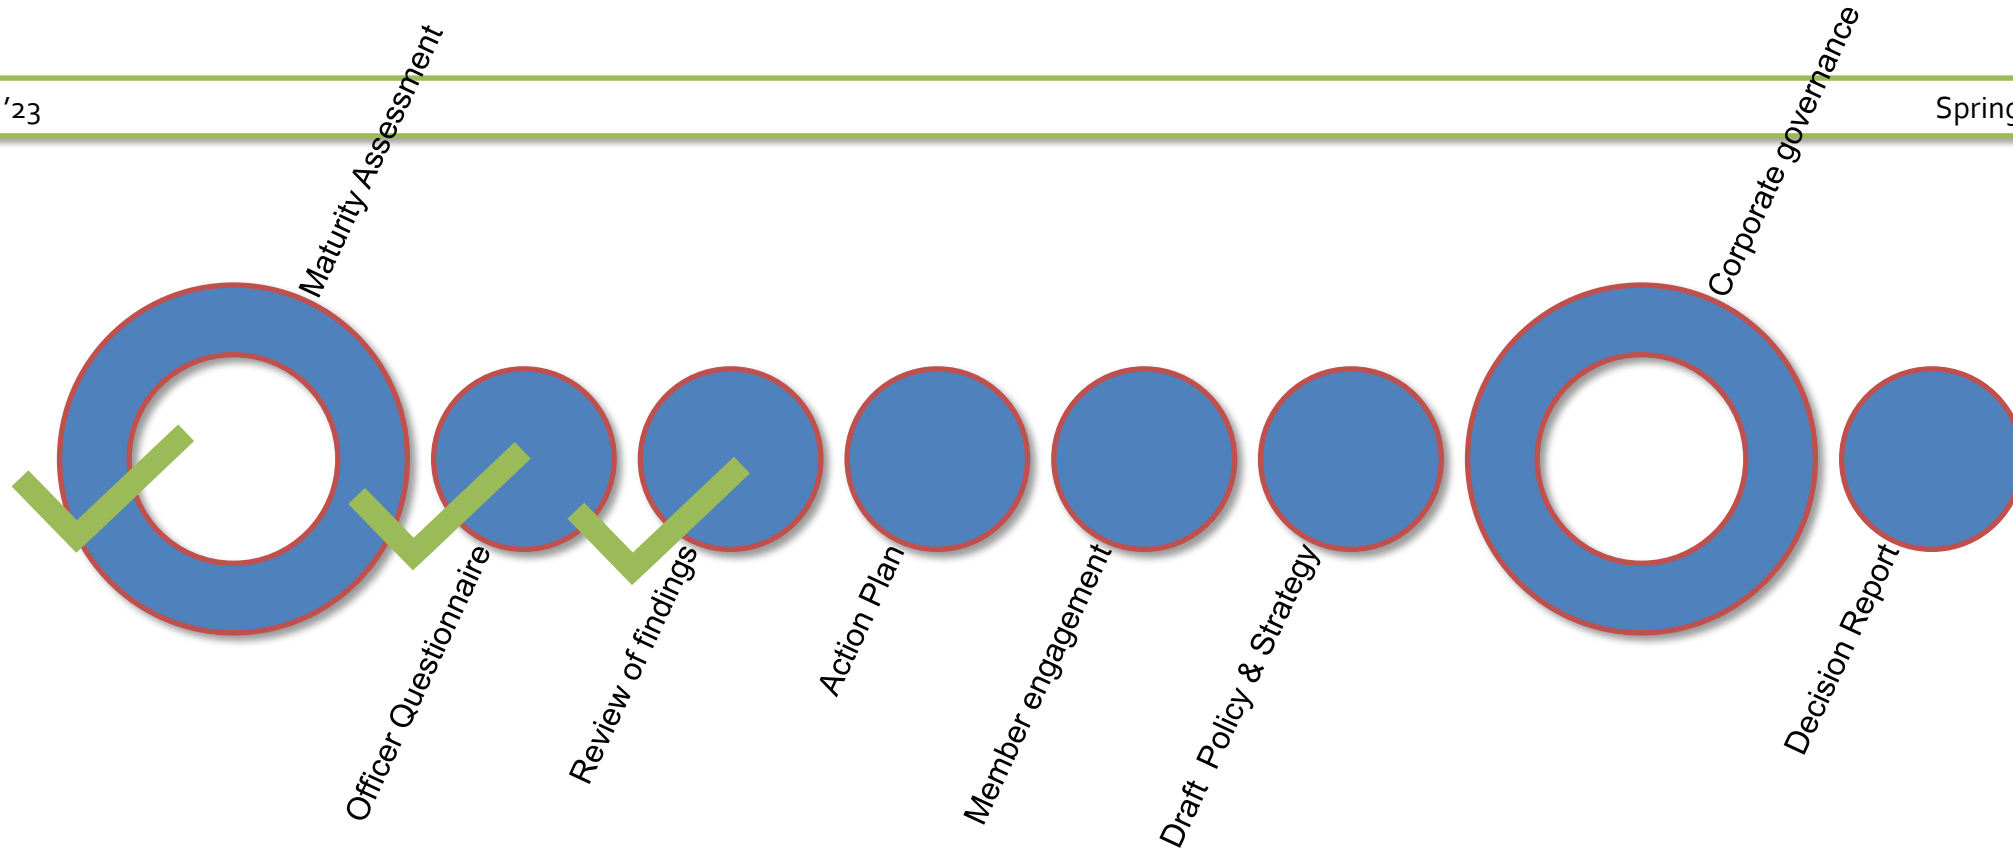 Maturity Assessment
Corporate governance
'23
Spring
Officer Questionnaire
Review of findings
Action Plan
Member engagement
Draft  Policy & Strategy
Decision Report